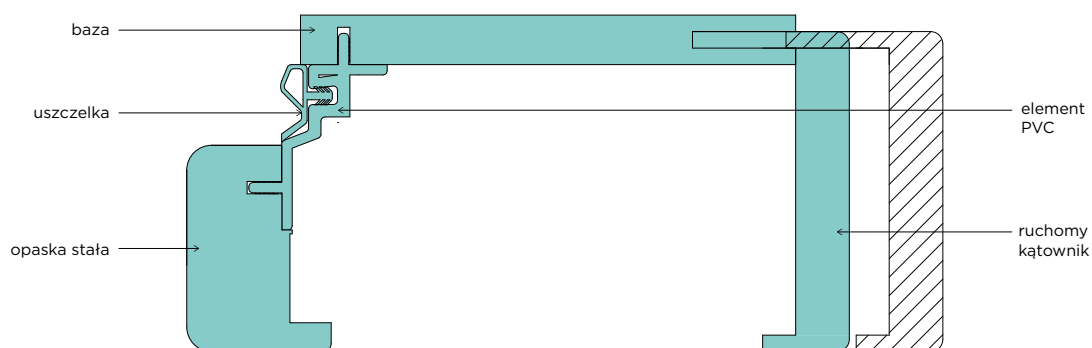 baza
uszczelka
opaska stała
element
PVC
ruchomy
kątownik